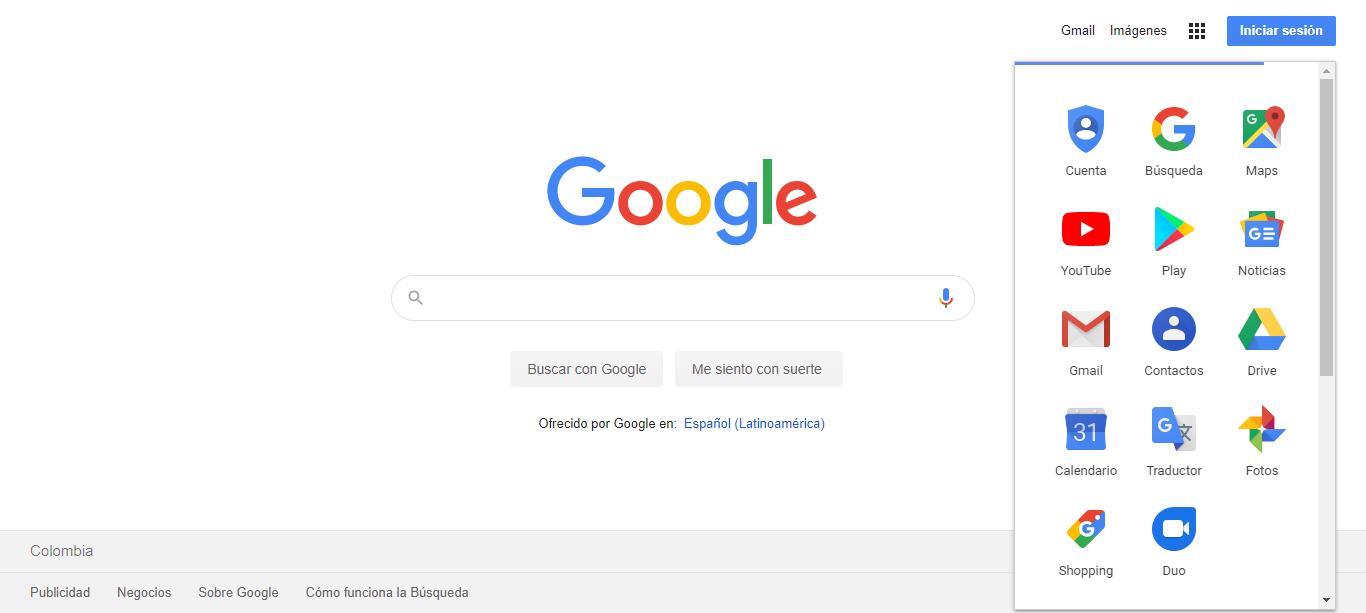 Gmail Imágenes Iniciar sesión
Google
Buscar con Google Me siento con suerte
Ofrecido por Google en: Español (Latinoamérica)
G
Cuenta Búsqueda Maps
G
YouTube Play Noticias
Gmail Contactos Drive
31 G 文
Calendario Traductor Fotos
G
Shopping Duo
Colombia
Publicidad Negocios Sobre Google Cómo funciona la Búsqueda